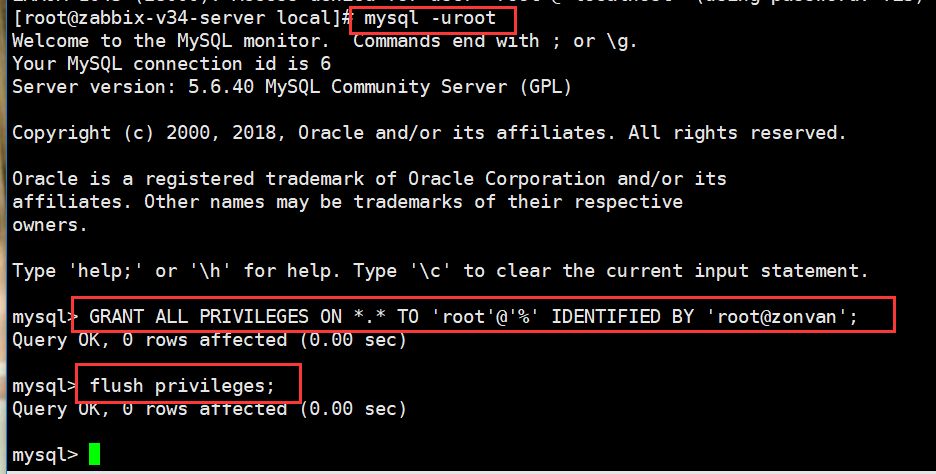 [root@zabbix-v34-server local]# mysql -uroot
Welcome to the MySQL monitor.  Commands end with ; or \g.
Your MySQL connection id is 6
Server version: 5.6.40 MySQL Community Server (GPL)
Copyright (c) 2000, 2018, Oracle and/or its affiliates. All rights reserved.
Oracle is a registered trademark of Oracle Corporation and/or its
affiliates. Other names may be trademarks of their respective
owners.
Type 'help;' or '\h' for help. Type '\c' to clear the current input statement.
mysql> GRANT ALL PRIVILEGES ON *.* TO 'root'@'%' IDENTIFIED BY 'root@zonvan';
Query OK, 0 rows affected (0.00 sec)
mysql> flush privileges;
Query OK, 0 rows affected (0.00 sec)
mysql>